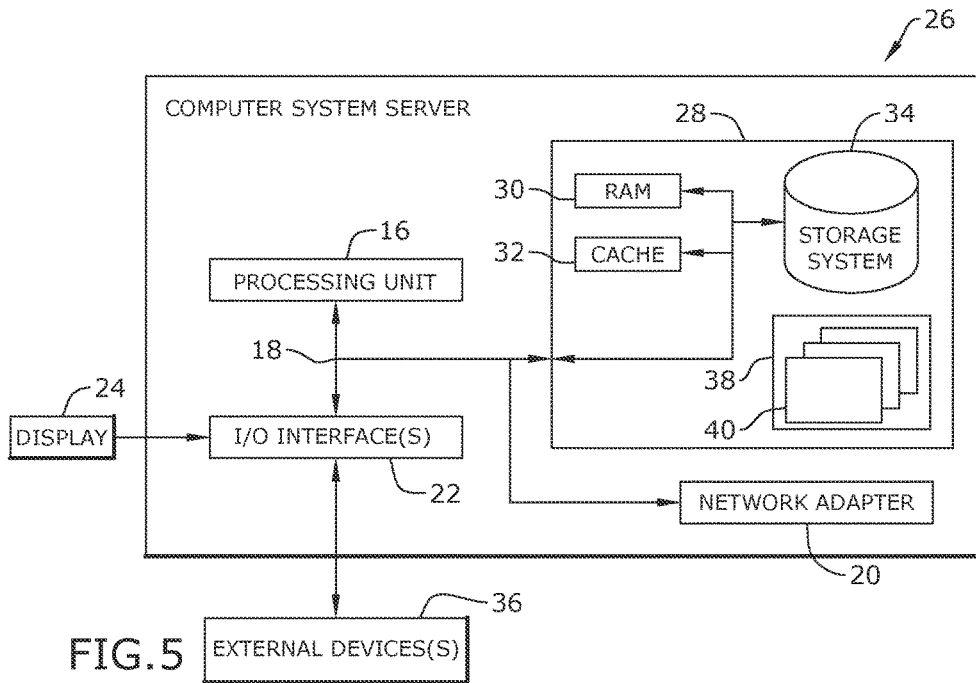 26
COMPUTER SYSTEM SERVER
28
34
30
RAM
32
CACHE
STORAGE
SYSTEM
16
PROCESSING UNIT
18
38
40
24
DISPLAY
I/O INTERFACE(S)
22
NETWORK ADAPTER
20
36
EXTERNAL DEVICES(S)
FIG.5